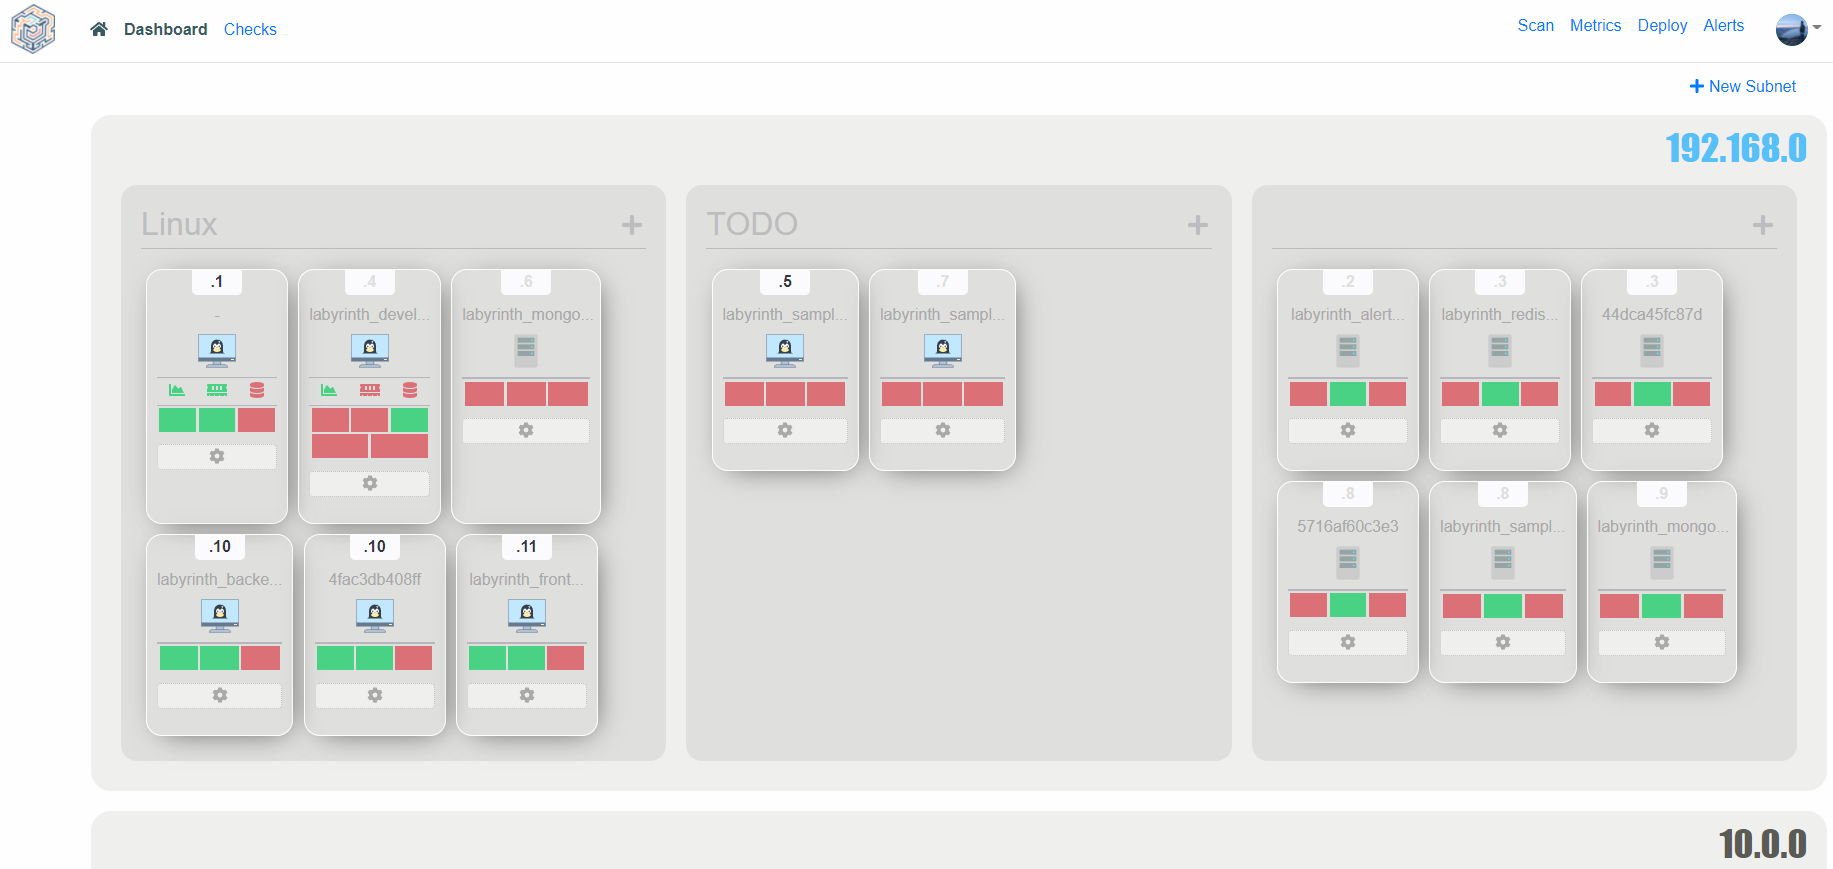 Dashboard Checks Scan Metrics Deploy Alerts
New Subnet
192.168.0
Linux
.1
-
.4
labyrinth_devel...
.6
labyrinth_mongo...
.10
labyrinth_backe...
.10
4fac3db408ff
.11
labyrinth_front...
TODO
.5
labyrinth_sampl...
.7
labyrinth_sampl...
.2
labyrinth_alert...
.3
labyrinth_redis...
.3
44dca45fc87d
.8
5716af60c3e3
.8
labyrinth_sampl...
.9
labyrinth_mongo...
10.0.0